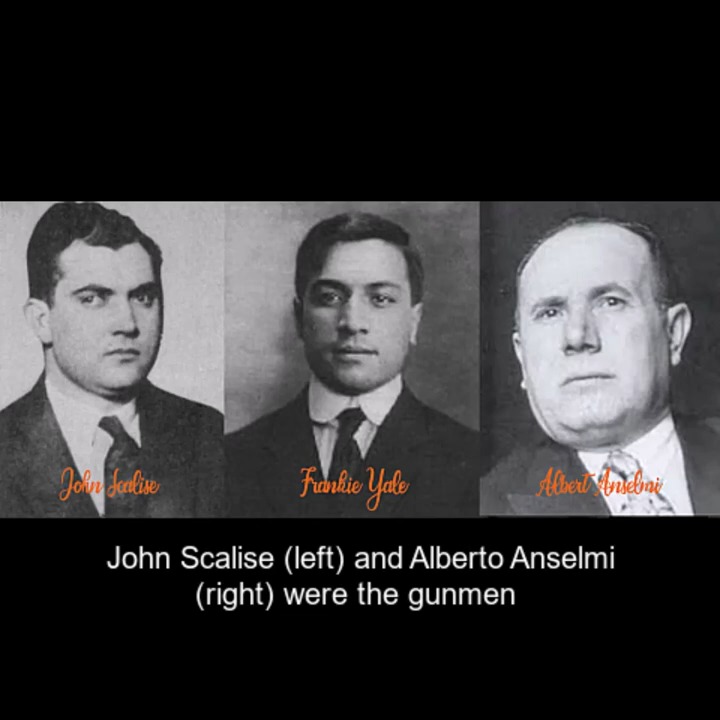 John Scalise Frankie Yale Albert Anselmi
John Scalise (left) and Alberto Anselmi
(right) were the gunmen